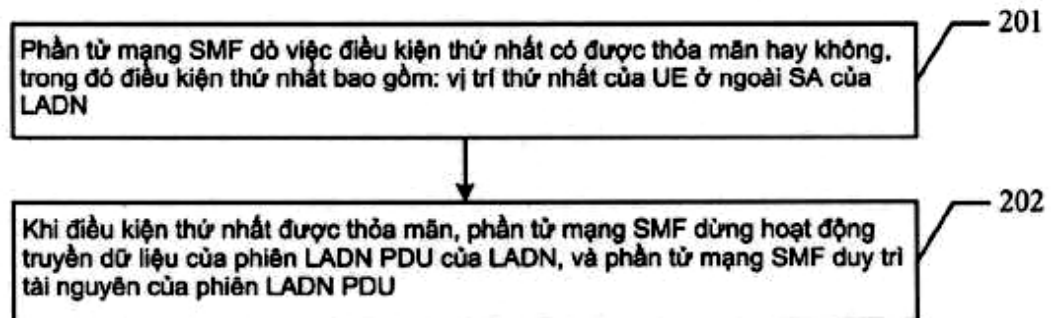 201
Phần tử mạng SMF dò việc điều kiện thứ nhất có được thỏa mãn hay không,
trong đó điều kiện thứ nhất bao gồm: vị trí thứ nhất của UE ở ngoài SA của
LADN
202
Khi điều kiện thứ nhất được thỏa mãn, phần tử mạng SMF dừng hoạt động
truyền dữ liệu của phiên LADN PDU của LADN, và phần tử mạng SMF duy trì
tài nguyên của phiên LADN PDU